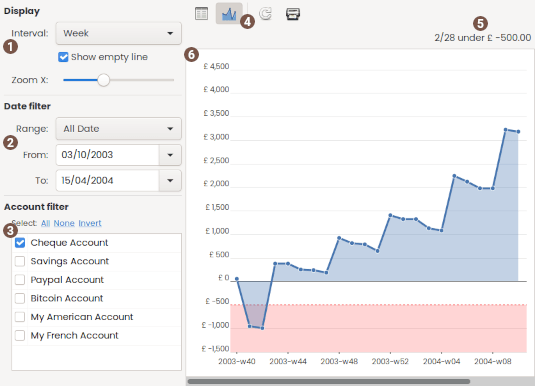 Display
Interval: Week
1
Show empty line
Zoom X:
Date filter
Range: All Date
2
From: 03/10/2003
To: 15/04/2004
Account filter
3
Select: All None Invert
Cheque Account
Savings Account
Paypal Account
Bitcoin Account
My American Account
My French Account
4
5
2/28 under £ -500.00
6
£ 4,500
£ 4,000
£ 3,500
£ 3,000
£ 2,500
£ 2,000
£ 1,500
£ 1,000
£ 500
£ 0
£ -500
£ -1,000
£ -1,500
2003-w40 2003-w44 2003-w48 2003-w52 2004-w04 2004-w08